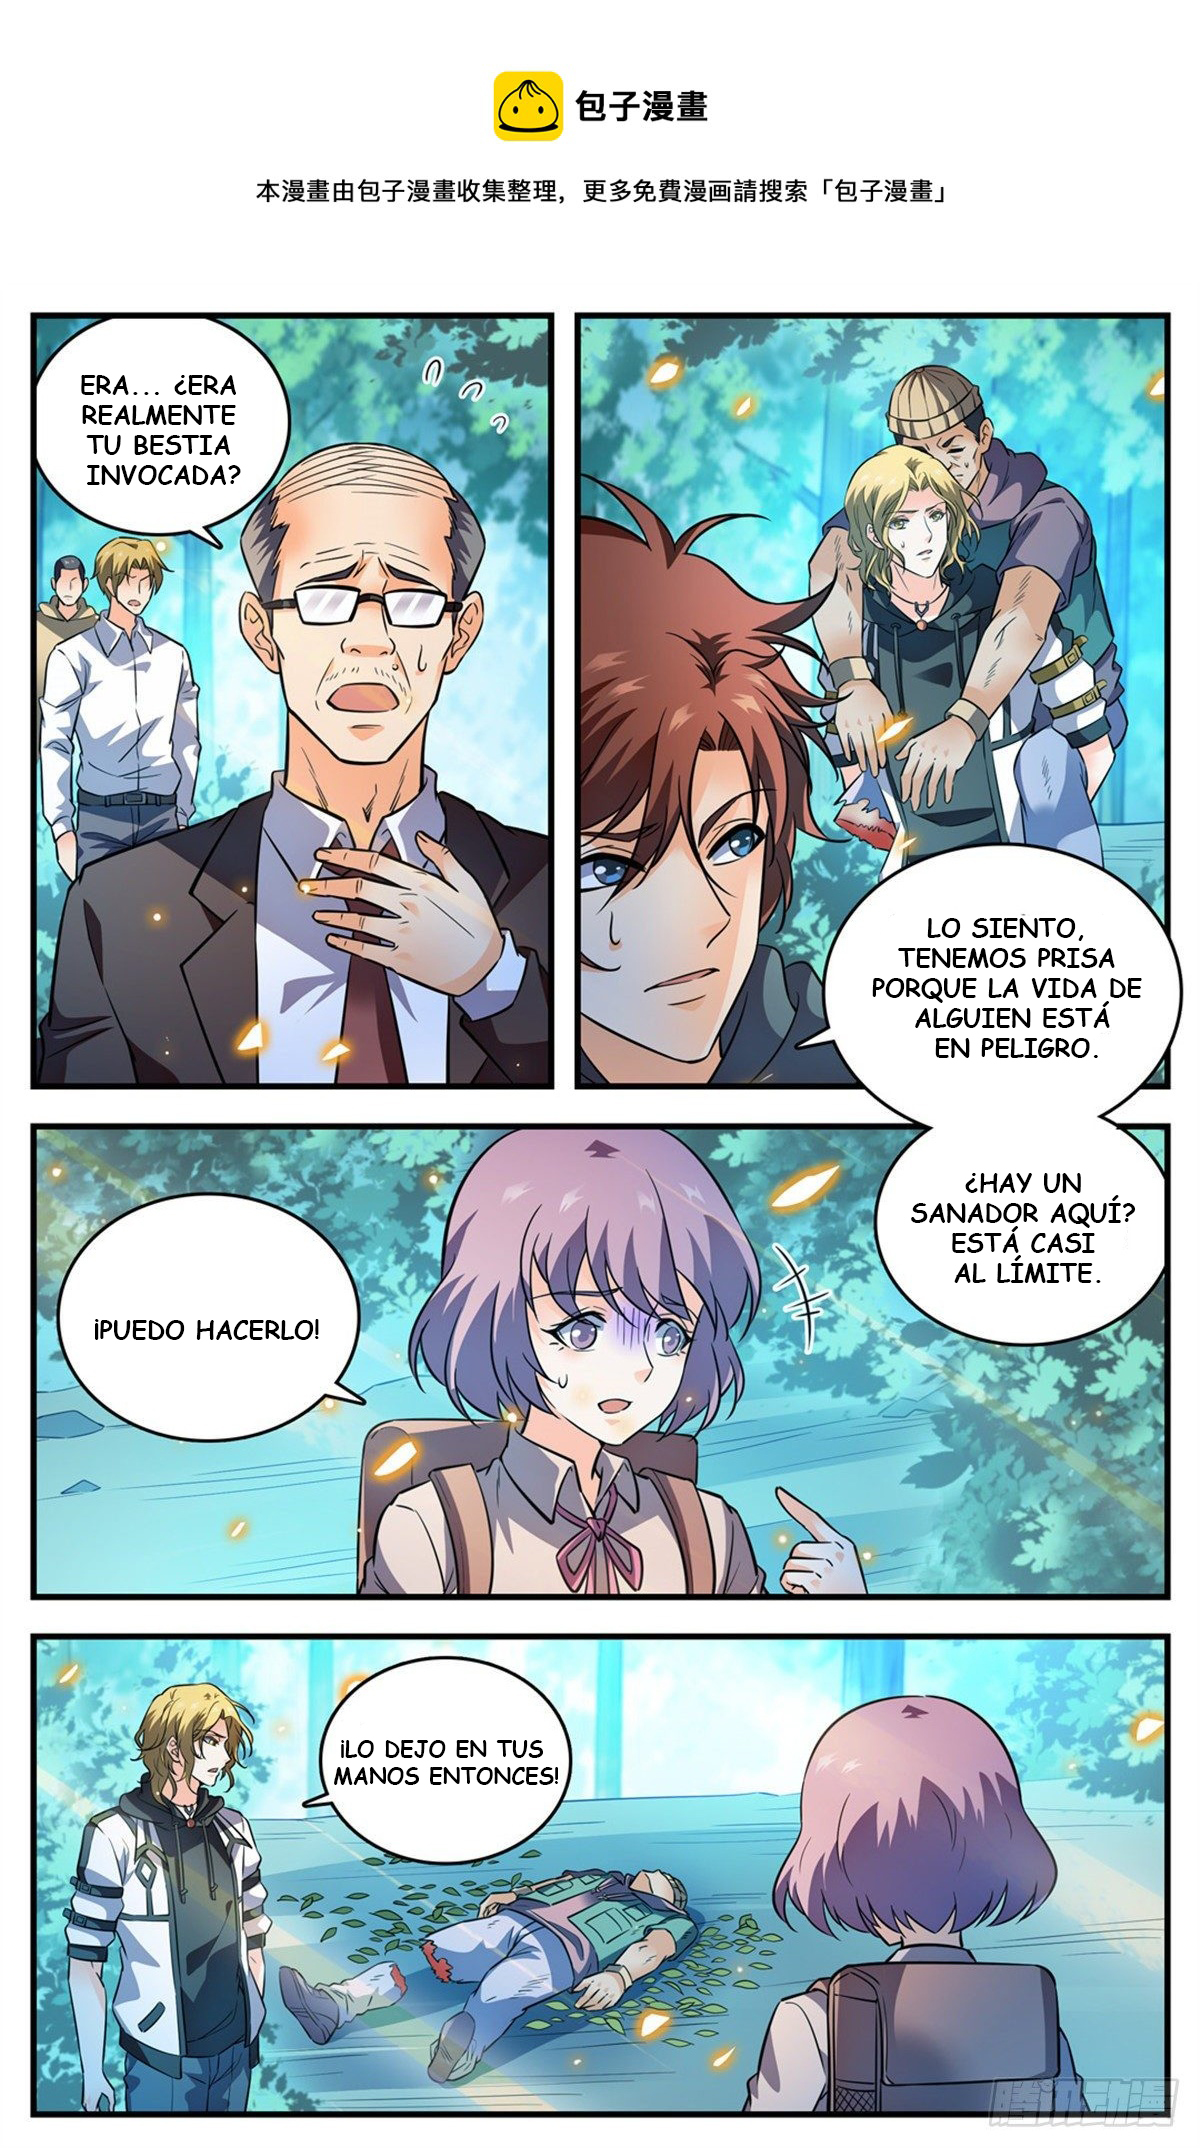 包子漫畫
本漫畫由包子漫畫收集整理，更多免費漫画請搜索「包子漫畫」
ERA... ¿ERA
REALMENTE
TU BESTIA
INVOCADA?
LO SIENTO,
TENEMOS PRISA
PORQUE LA VIDA DE
ALGUIEN ESTÁ
EN PELIGRO.
¿HAY UN
SANADOR AQUÍ?
ESTÁ CASI
AL LÍMITE.
¡PUEDO HACERLO!
¡LO DEJO EN TUS
MANOS ENTONCES!
腾讯动漫